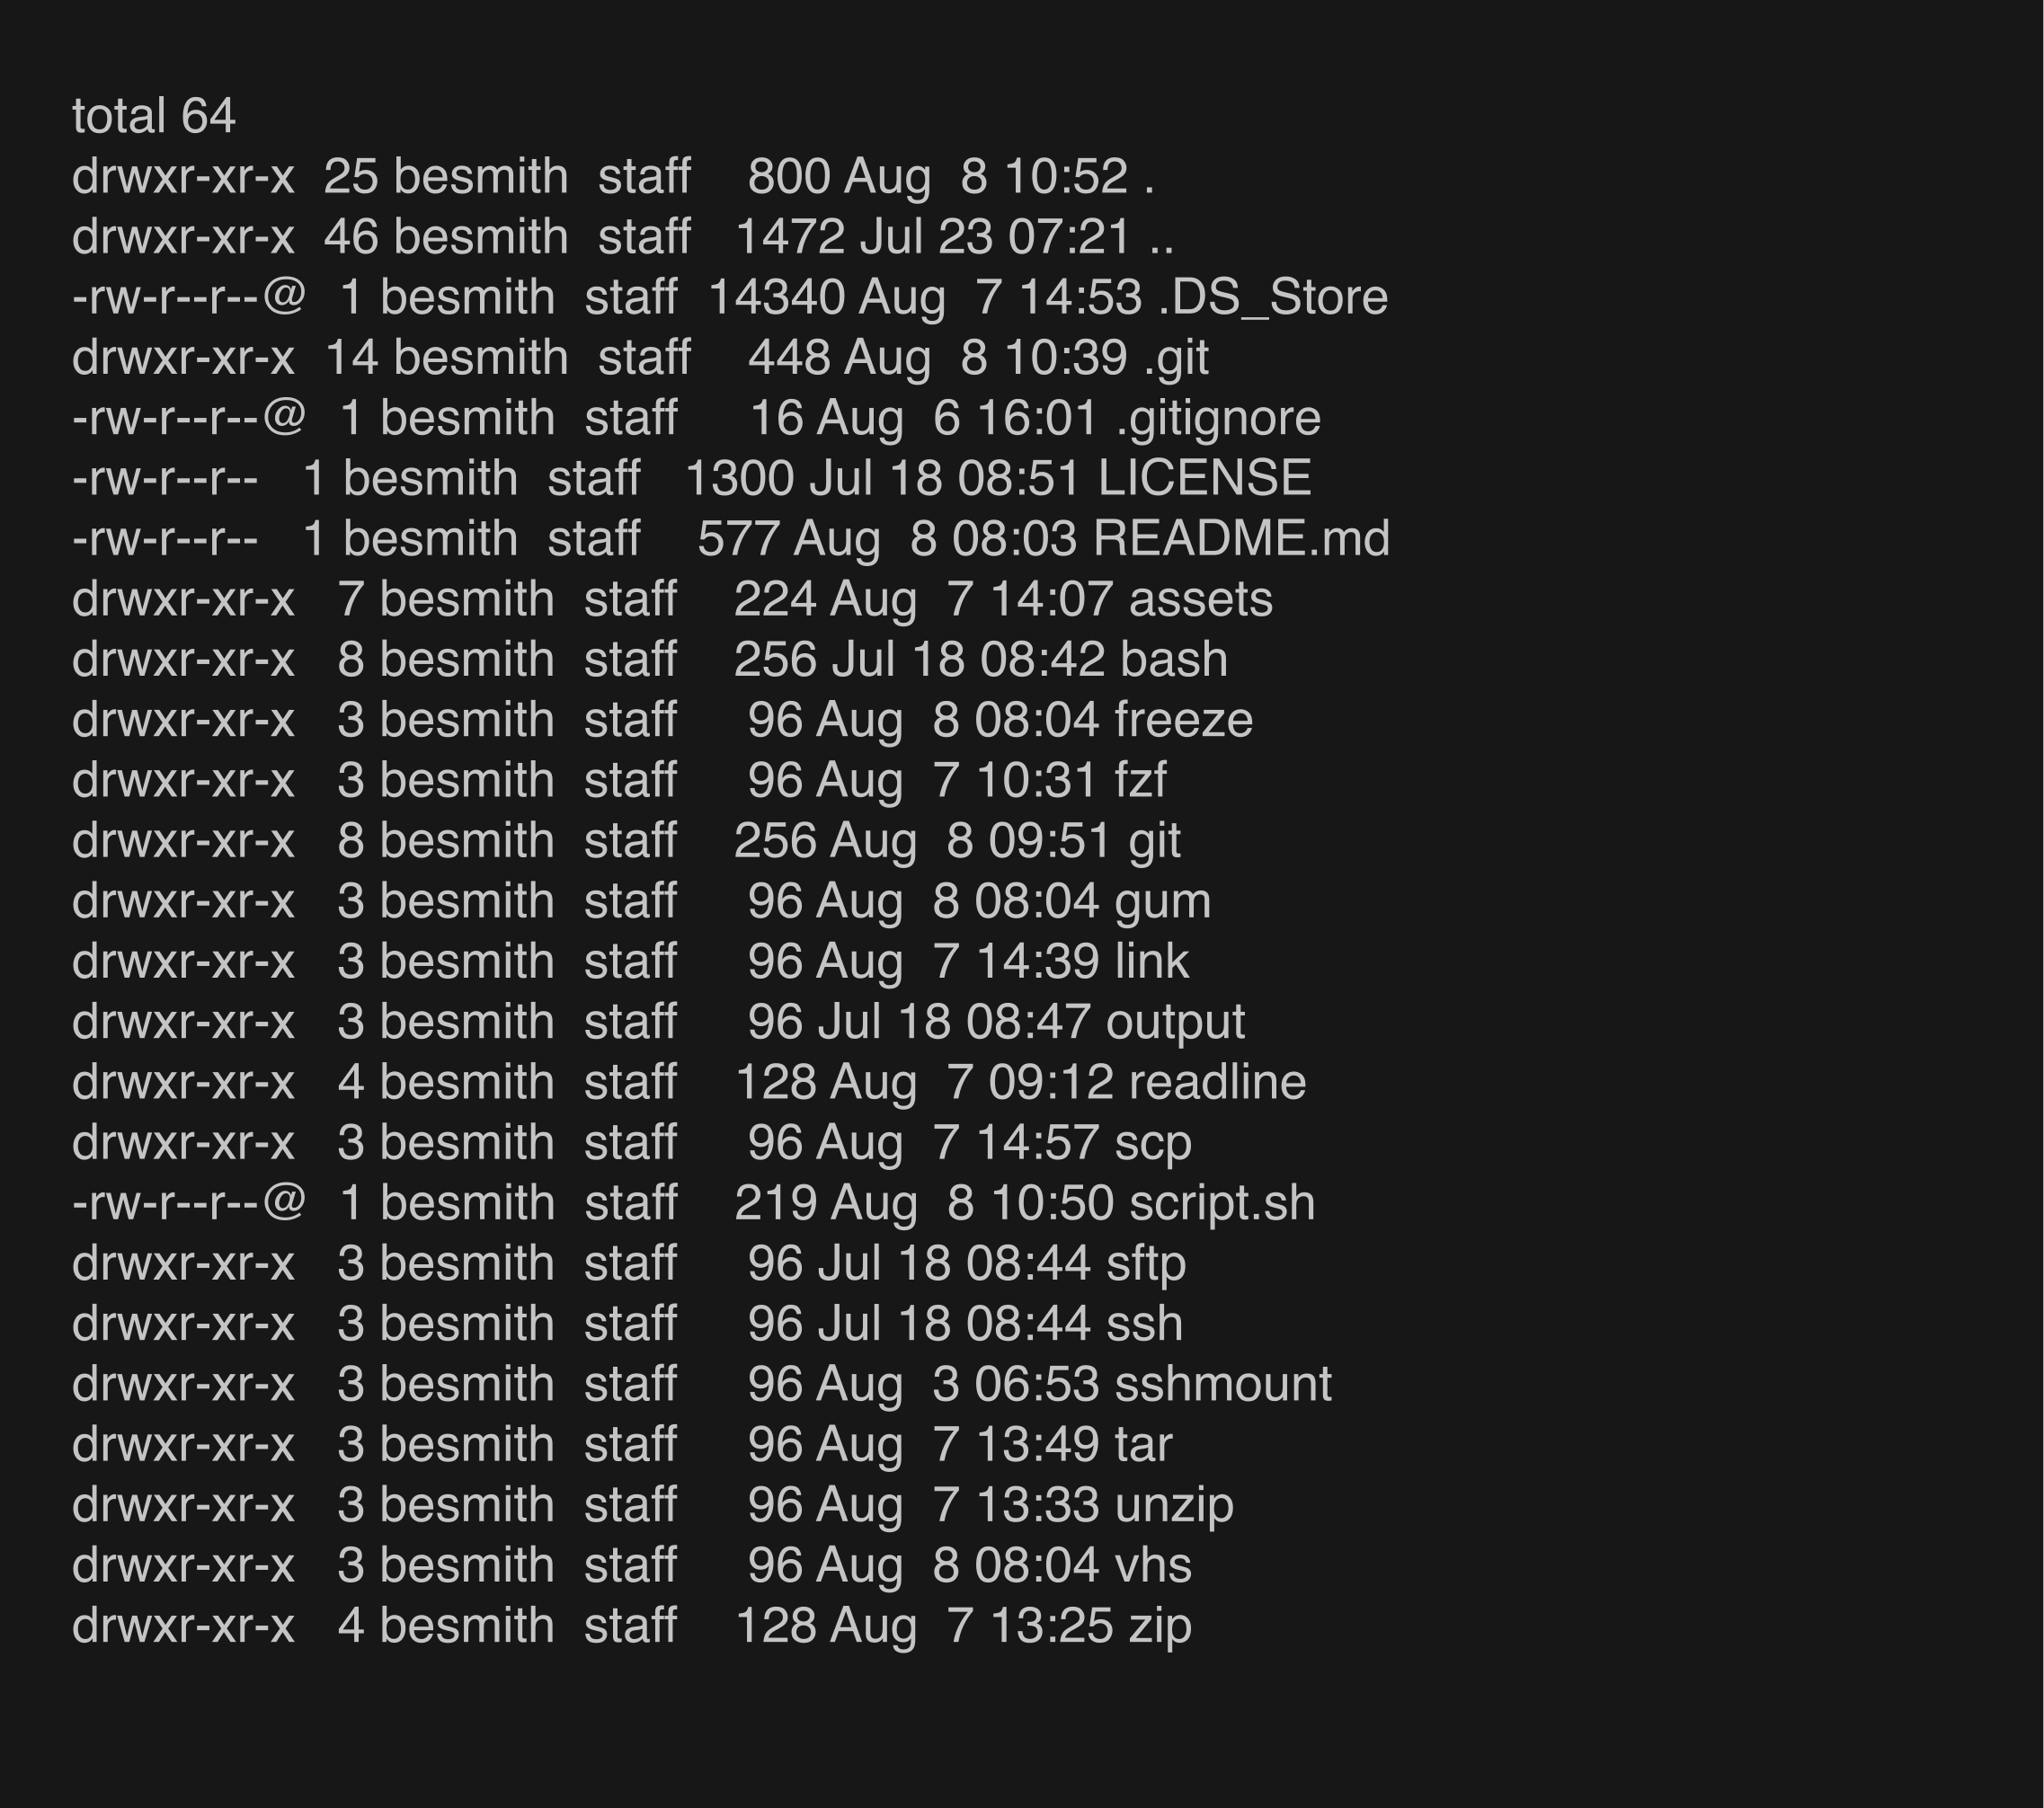 total 64
drwxr-xr-x  25 besmith  staff    800 Aug  8 10:52 .
drwxr-xr-x  46 besmith  staff   1472 Jul 23 07:21 ..
-rw-r--r--@  1 besmith  staff  14340 Aug  7 14:53 .DS_Store
drwxr-xr-x  14 besmith  staff    448 Aug  8 10:39 .git
-rw-r--r--@  1 besmith  staff     16 Aug  6 16:01 .gitignore
-rw-r--r--   1 besmith  staff   1300 Jul 18 08:51 LICENSE
-rw-r--r--   1 besmith  staff    577 Aug  8 08:03 README.md
drwxr-xr-x   7 besmith  staff    224 Aug  7 14:07 assets
drwxr-xr-x   8 besmith  staff    256 Jul 18 08:42 bash
drwxr-xr-x   3 besmith  staff     96 Aug  8 08:04 freeze
drwxr-xr-x   3 besmith  staff     96 Aug  7 10:31 fzf
drwxr-xr-x   8 besmith  staff    256 Aug  8 09:51 git
drwxr-xr-x   3 besmith  staff     96 Aug  8 08:04 gum
drwxr-xr-x   3 besmith  staff     96 Aug  7 14:39 link
drwxr-xr-x   3 besmith  staff     96 Jul 18 08:47 output
drwxr-xr-x   4 besmith  staff    128 Aug  7 09:12 readline
drwxr-xr-x   3 besmith  staff     96 Aug  7 14:57 scp
-rw-r--r--@  1 besmith  staff    219 Aug  8 10:50 script.sh
drwxr-xr-x   3 besmith  staff     96 Jul 18 08:44 sftp
drwxr-xr-x   3 besmith  staff     96 Jul 18 08:44 ssh
drwxr-xr-x   3 besmith  staff     96 Aug  3 06:53 sshmount
drwxr-xr-x   3 besmith  staff     96 Aug  7 13:49 tar
drwxr-xr-x   3 besmith  staff     96 Aug  7 13:33 unzip
drwxr-xr-x   3 besmith  staff     96 Aug  8 08:04 vhs
drwxr-xr-x   4 besmith  staff    128 Aug  7 13:25 zip